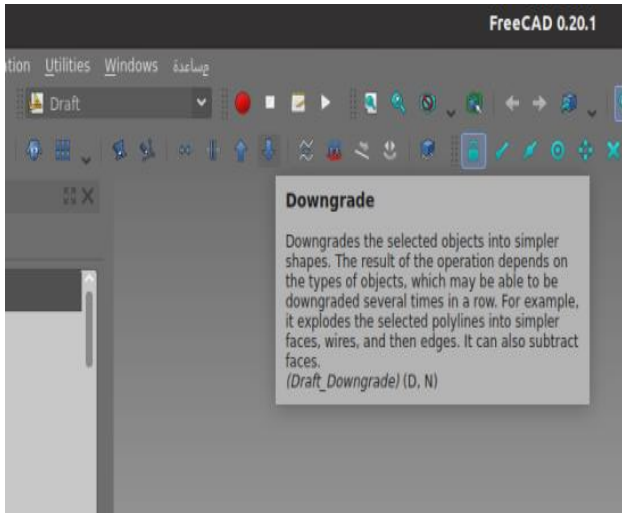 FreeCAD 0.20.1
tion Utilities Windows مساعدة
Draft
Downgrade
Downgrades the selected objects into simpler
shapes. The result of the operation depends on
the types of objects, which may be able to be
downgraded several times in a row. For example,
it explodes the selected polylines into simpler
faces, wires, and then edges. It can also subtract
faces.
(Draft_Downgrade) (D, N)